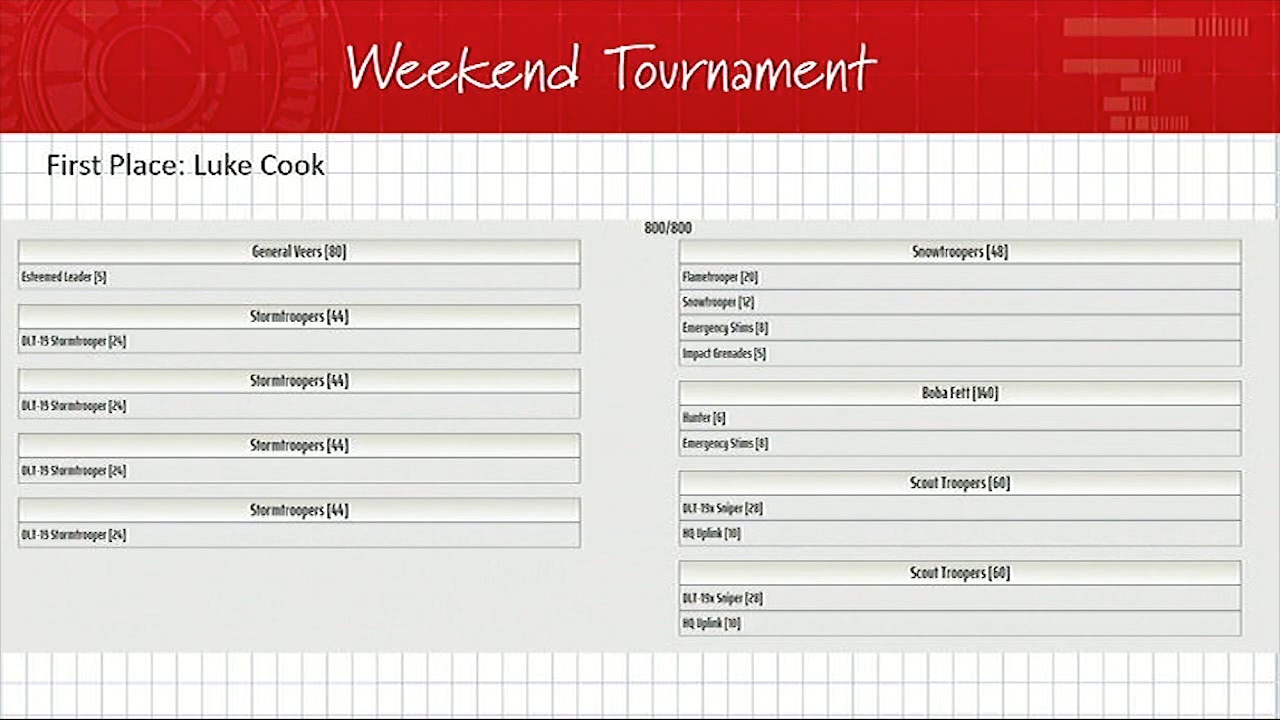 Weekend Tournament
First Place: Luke Cook
800/800
General Veers [80]
Esteemed Leader [5]
Stormtroopers [44]
DLT-19 Stormtrooper [24]
Stormtroopers [44]
DLT-19 Stormtrooper [24]
Stormtroopers [44]
DLT-19 Stormtrooper [24]
Stormtroopers [44]
DLT-19 Stormtrooper [24]
Snowtroopers [48]
Flametrooper [20]
Snowtrooper [12]
Emergency Stims [8]
Impact Grenades [5]
Boba Fett [140]
Hunter [6]
Emergency Stims [8]
Scout Troopers [60]
DLT-19x Sniper [28]
HQ Uplink [10]
Scout Troopers [60]
DLT-19x Sniper [28]
HQ Uplink [10]